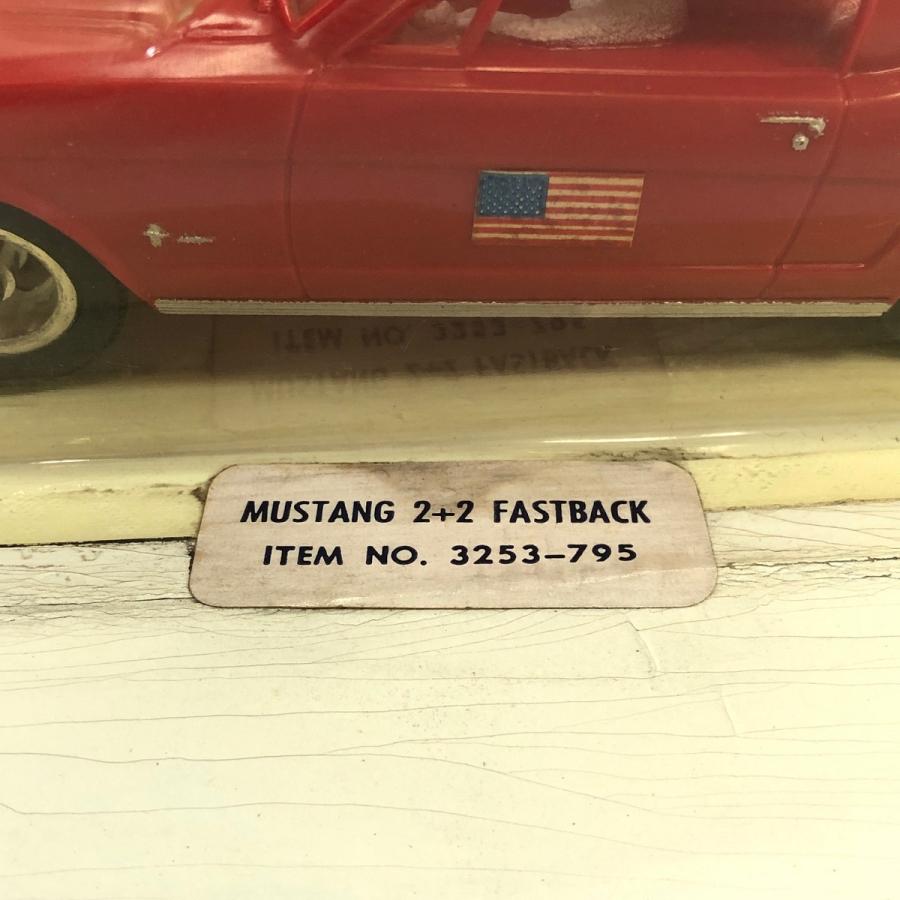 MUSTANG 2+2 FASTBACK
ITEM NO. 3253-795